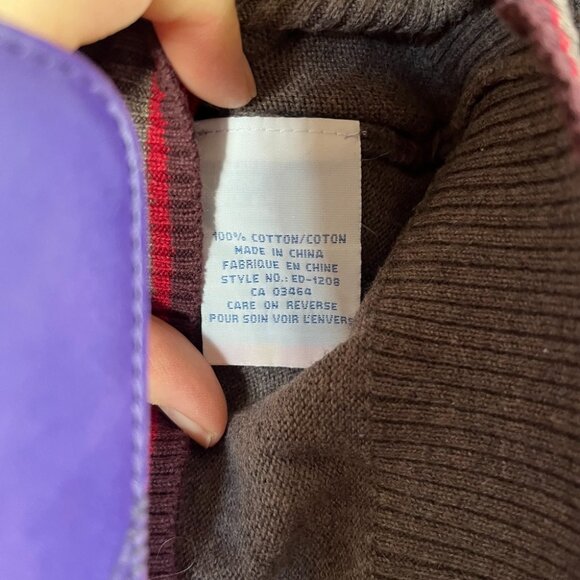 100% COTTON/COTON
MADE IN CHINA
FABRIQUE EN CHINE
STYLE NO.: ED-1208
CA 03464
CARE ON REVERSE
POUR SOIN VOIR L'ENVERS